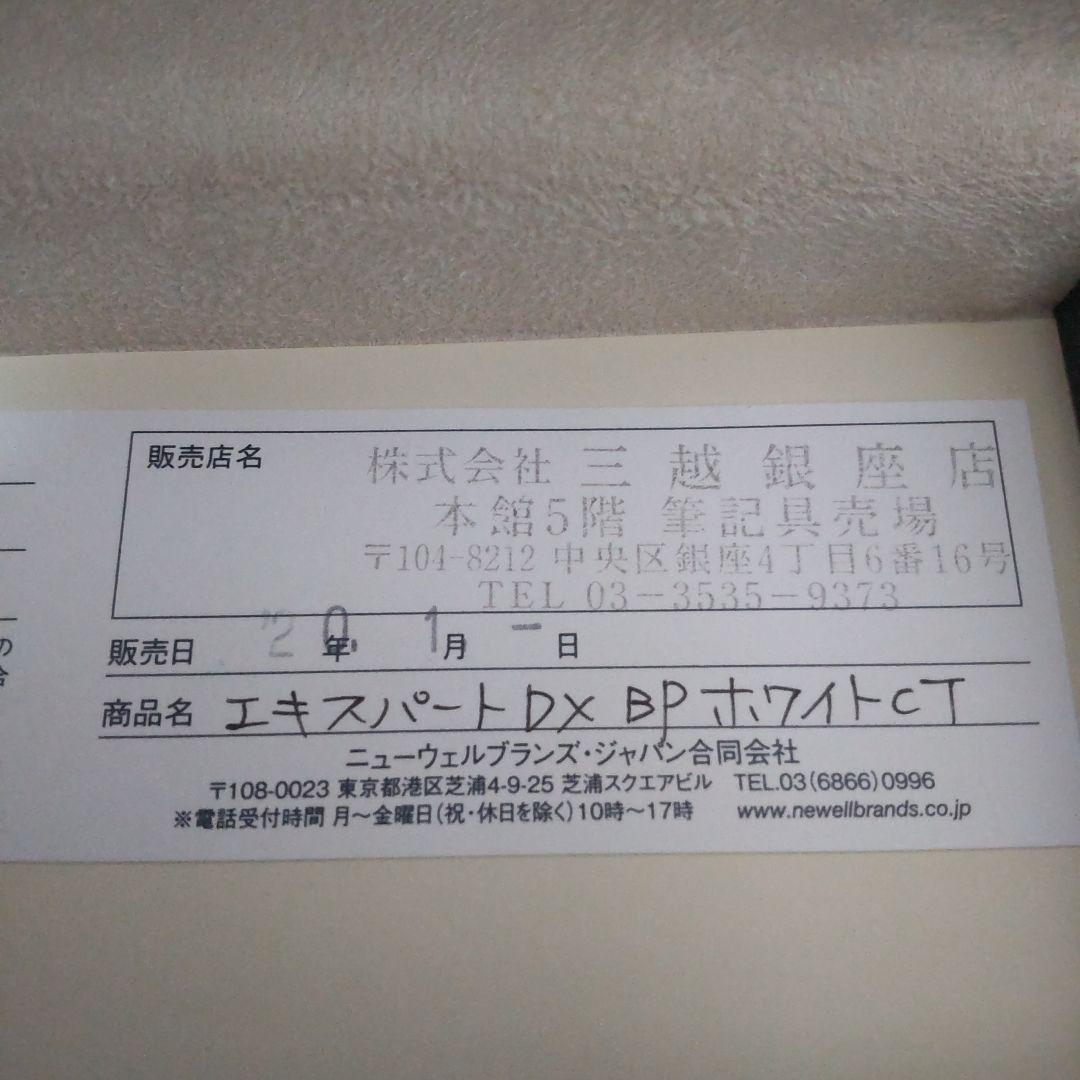 販売店名
株式会社 三越銀座店
本館5階 筆記具売場
〒104-8212 中央区銀座4丁目6番16号
TEL 03-3535-9373
販売日 '20年 1月 -日
商品名 エキスパートDX BPホワイトCT
ニューウェルブランズ・ジャパン合同会社
〒108-0023 東京都港区芝浦4-9-25 芝浦スクエアビル TEL.03(6866)0996
※電話受付時間 月～金曜日(祝・休日を除く)10時～17時 www.newellbrands.co.jp
の